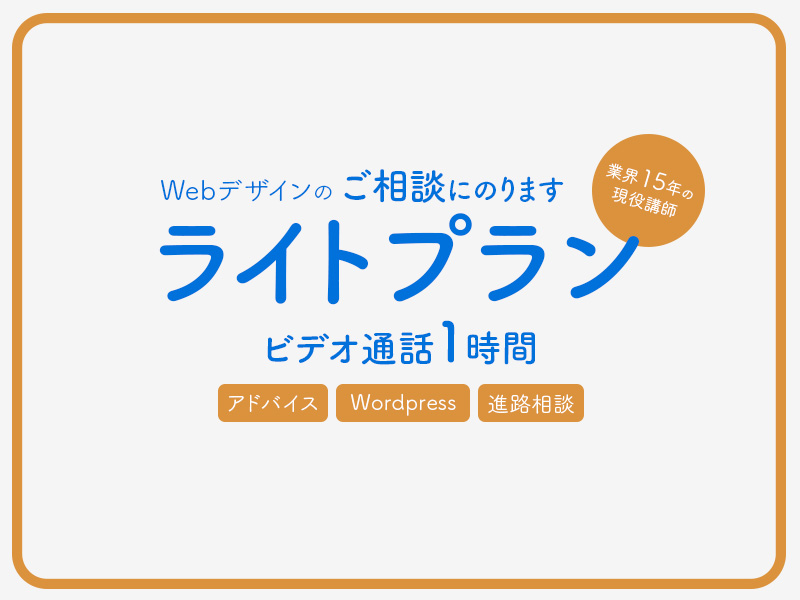 Webデザインの ご相談にのります
業界15年の
現役講師
ライトプラン
ビデオ通話1時間
アドバイス Wordpress 進路相談